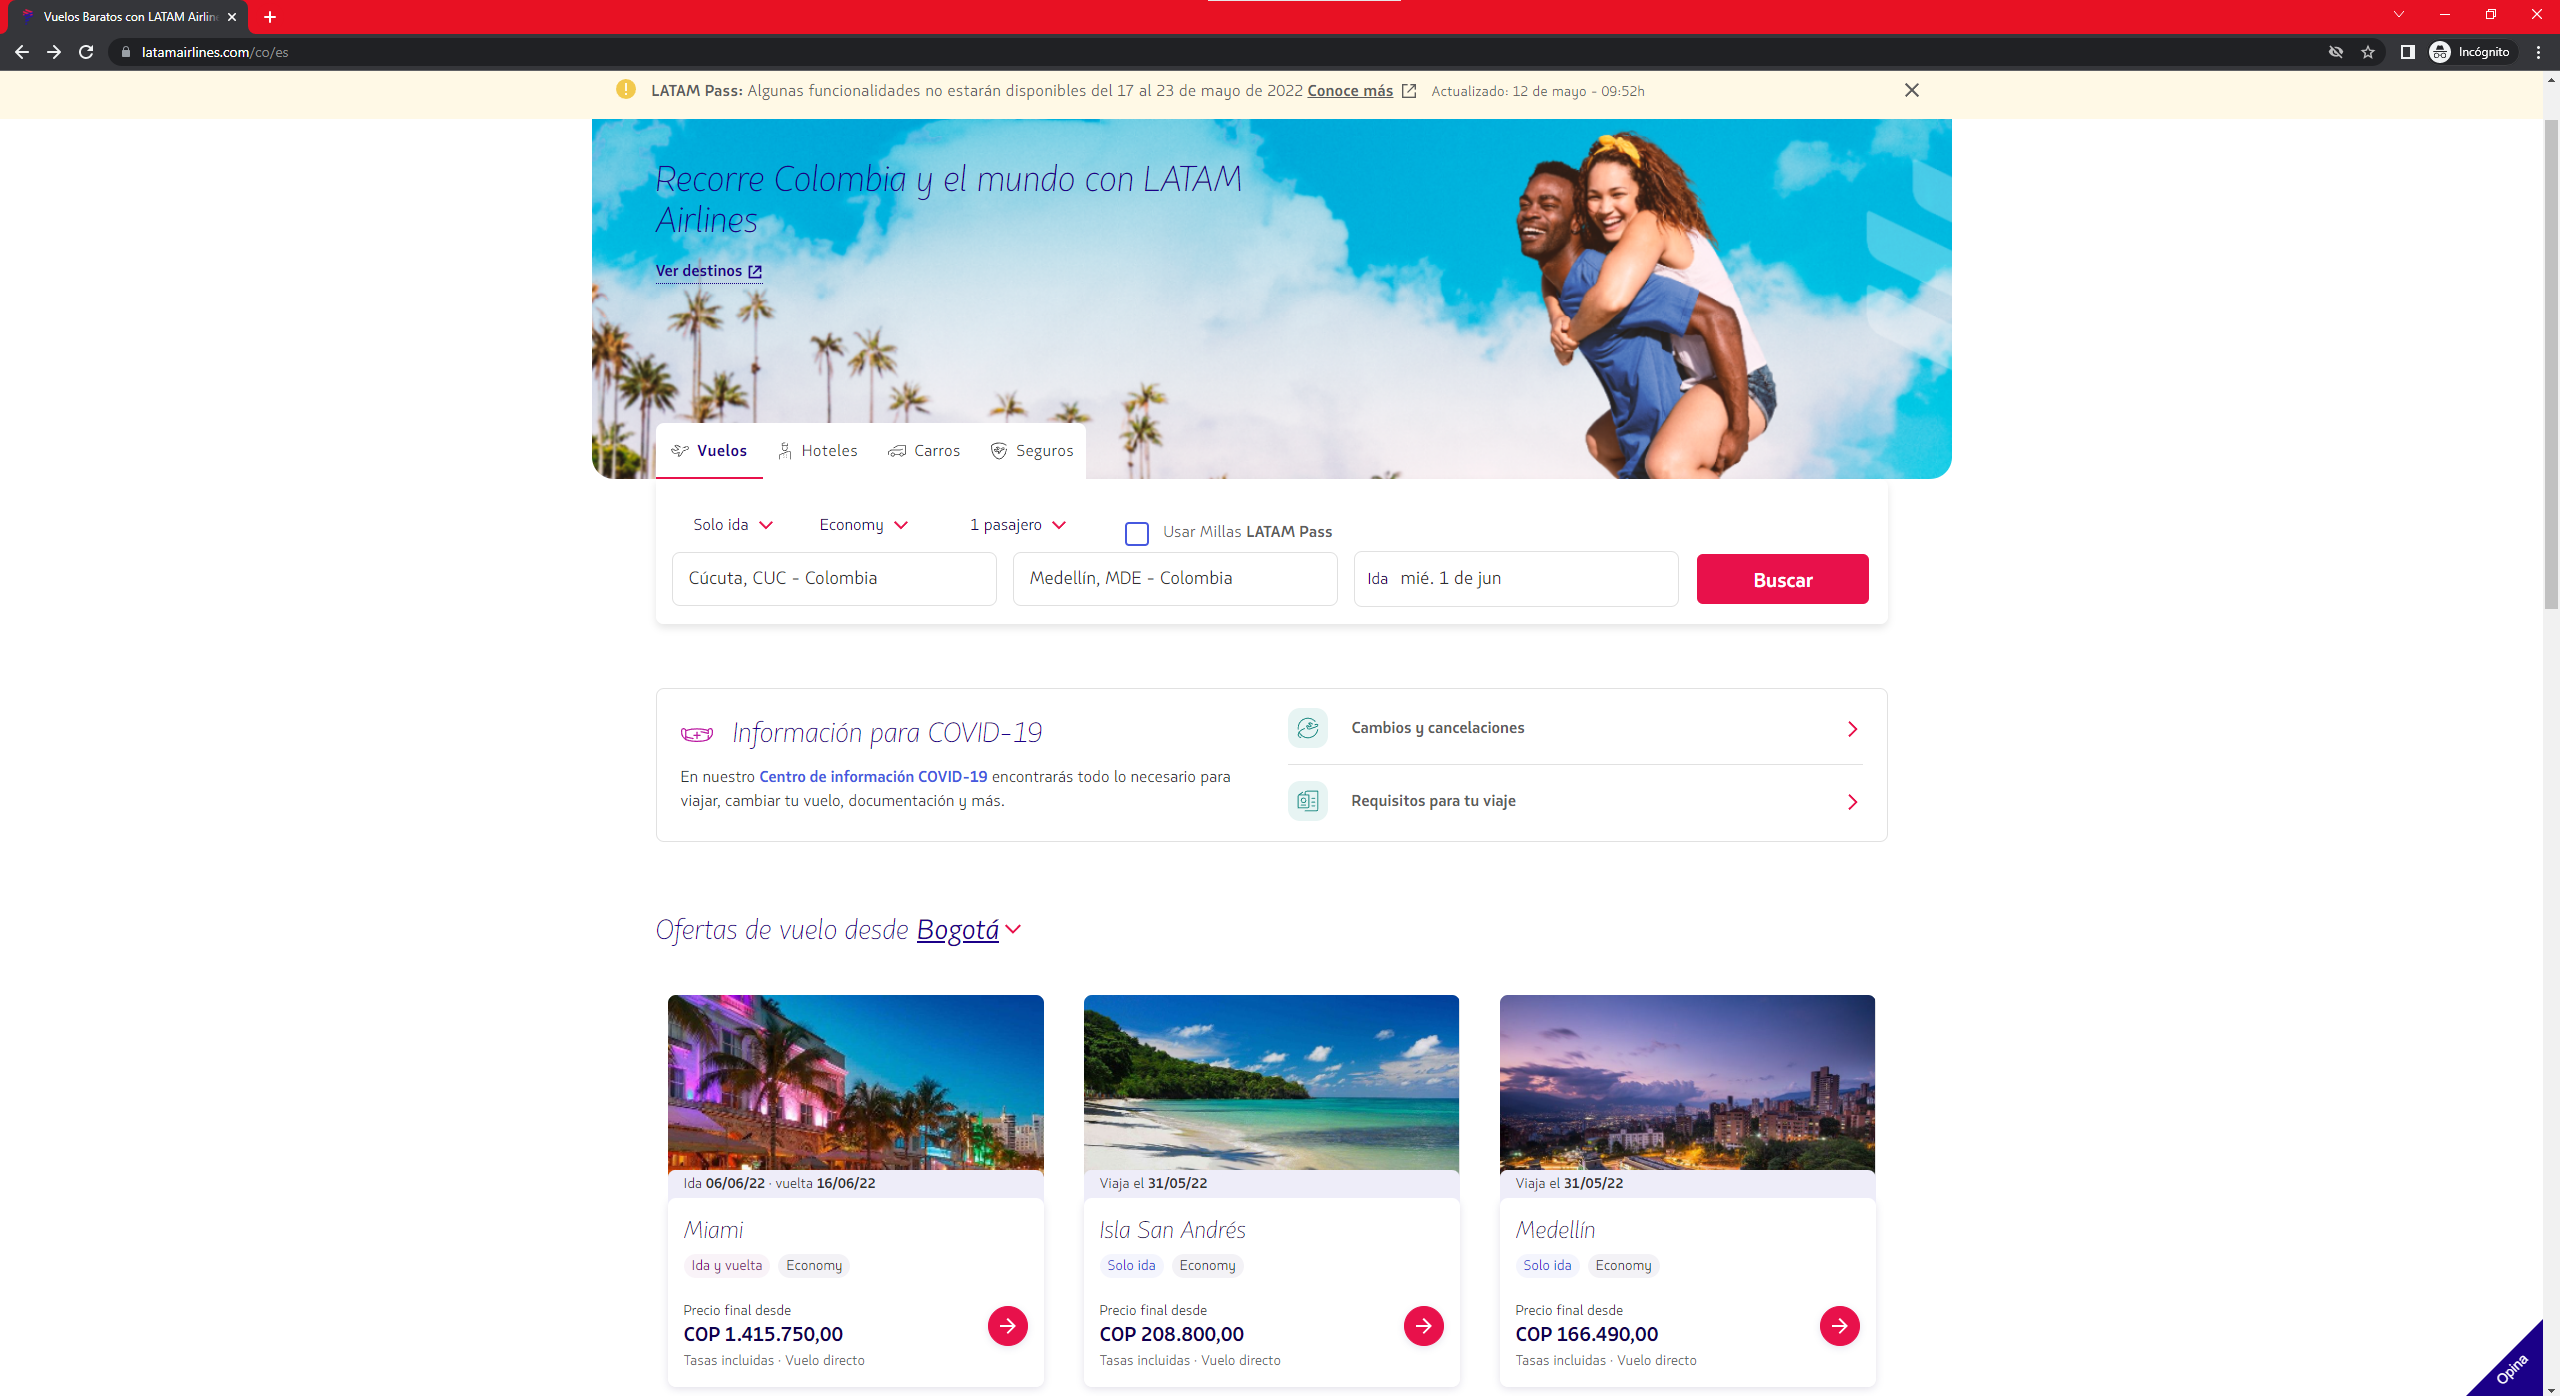 Vuelos Baratos con LATAM Airlin
latamairlines.com/co/es
Incógnito
LATAM Pass: Algunas funcionalidades no estarán disponibles del 17 al 23 de mayo de 2022 Conoce más Actualizado: 12 de mayo - 09:52h
Recorre Colombia y el mundo con LATAM
Airlines
Ver destinos
Vuelos Hoteles Carros Seguros
Solo ida Economy 1 pasajero Usar Millas LATAM Pass
Cúcuta, CUC - Colombia Medellín, MDE - Colombia Ida mié. 1 de jun Buscar
Información para COVID-19
En nuestro Centro de información COVID-19 encontrarás todo lo necesario para
viajar, cambiar tu vuelo, documentación y más.
Cambios y cancelaciones
Requisitos para tu viaje
Ofertas de vuelo desde Bogotá
Ida 06/06/22 · vuelta 16/06/22
Miami
Ida y vuelta Economy
Precio final desde
COP 1.415.750,00
Tasas incluidas · Vuelo directo
Viaja el 31/05/22
Isla San Andrés
Solo ida Economy
Precio final desde
COP 208.800,00
Tasas incluidas · Vuelo directo
Viaja el 31/05/22
Medellín
Solo ida Economy
Precio final desde
COP 166.490,00
Tasas incluidas · Vuelo directo
Opina